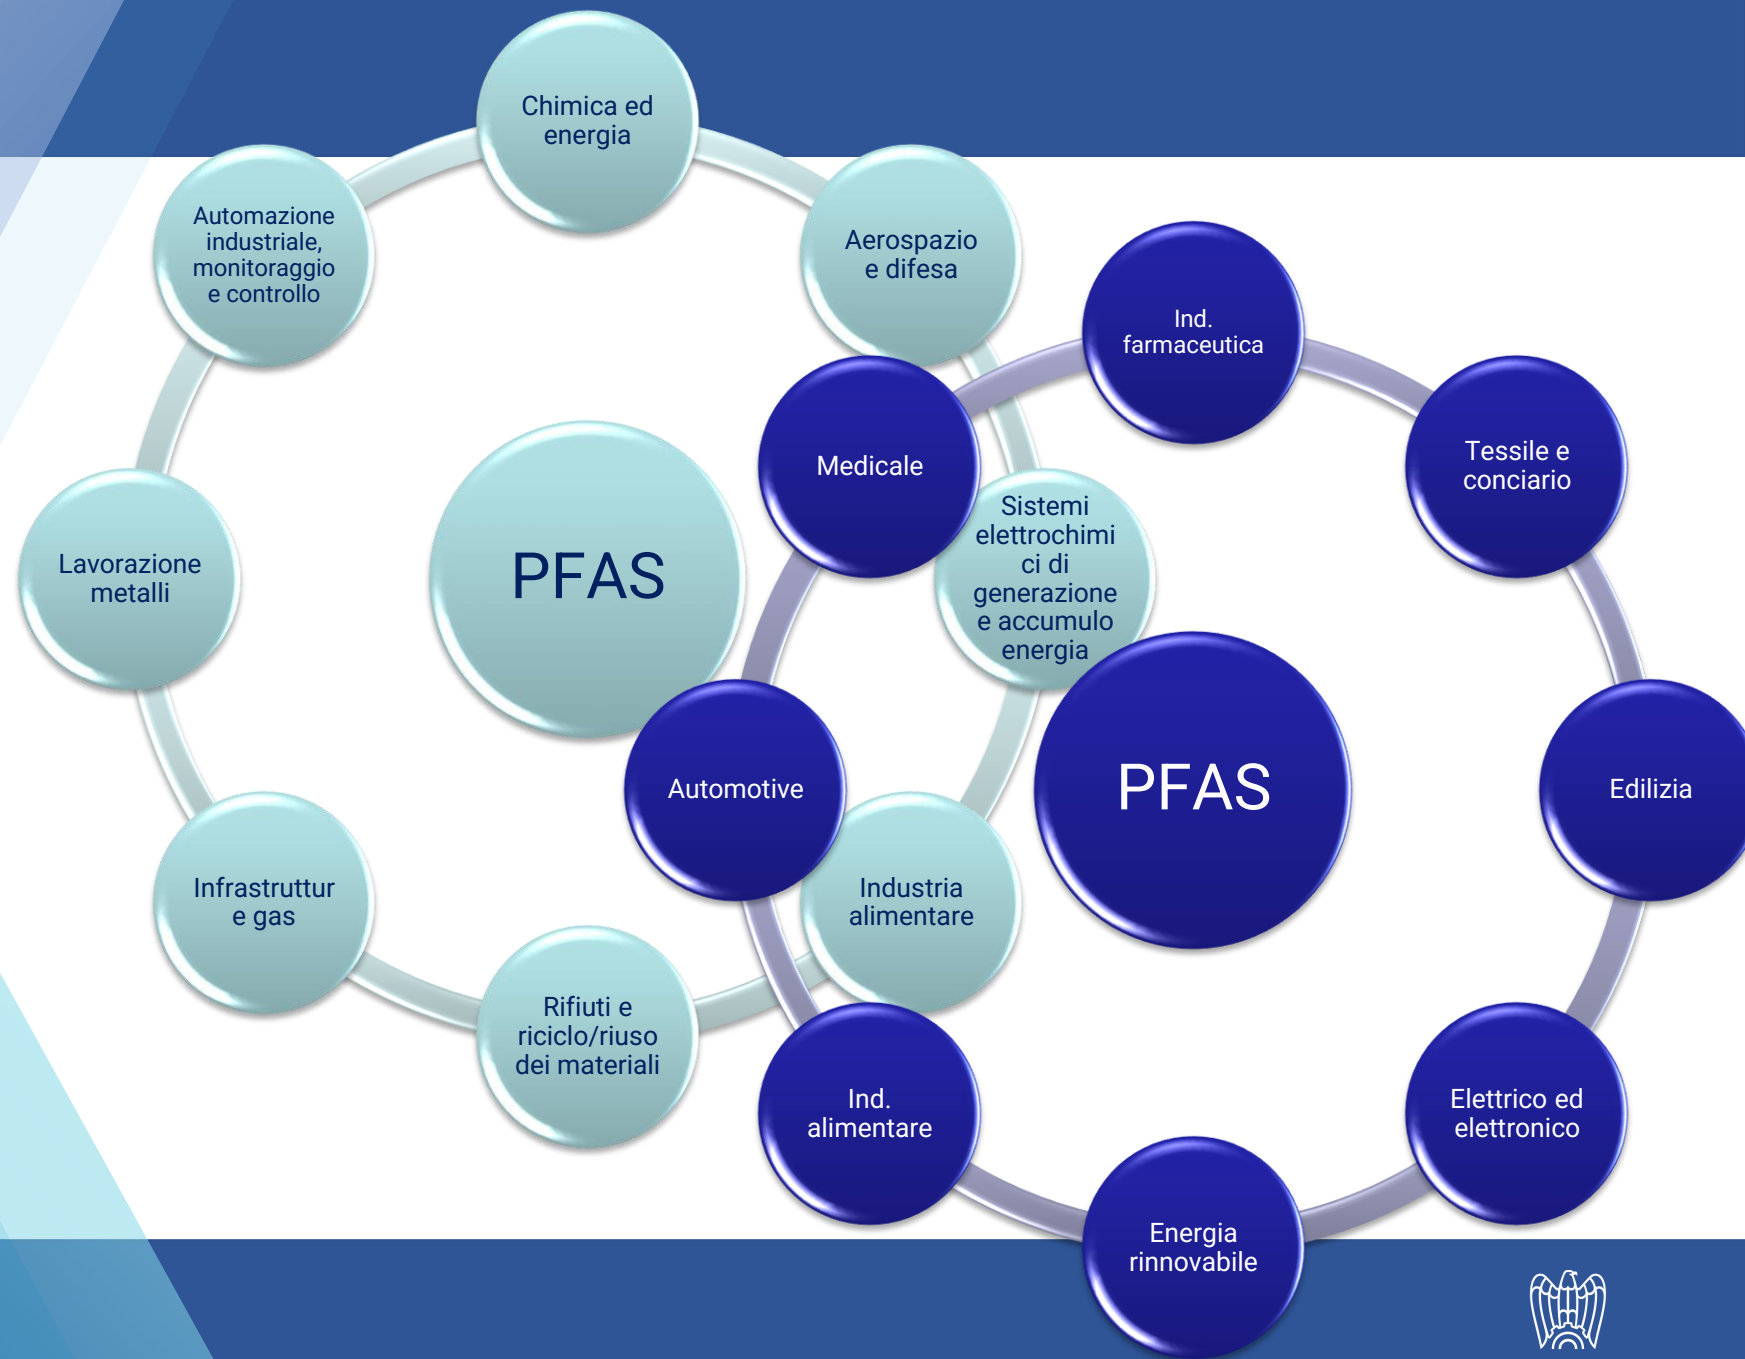 Chimica ed
energia
Aerospazio
e difesa
Sistemi
elettrochimi
ci di
generazione
e accumulo
energia
Industria
alimentare
Rifiuti e
riciclo/riuso
dei materiali
Infrastruttur
e gas
Lavorazione
metalli
Automazione
industriale,
monitoraggio
e controllo
PFAS
Ind.
farmaceutica
Tessile e
conciario
Edilizia
Elettrico ed
elettronico
Energia
rinnovabile
Ind.
alimentare
Automotive
Medicale
PFAS